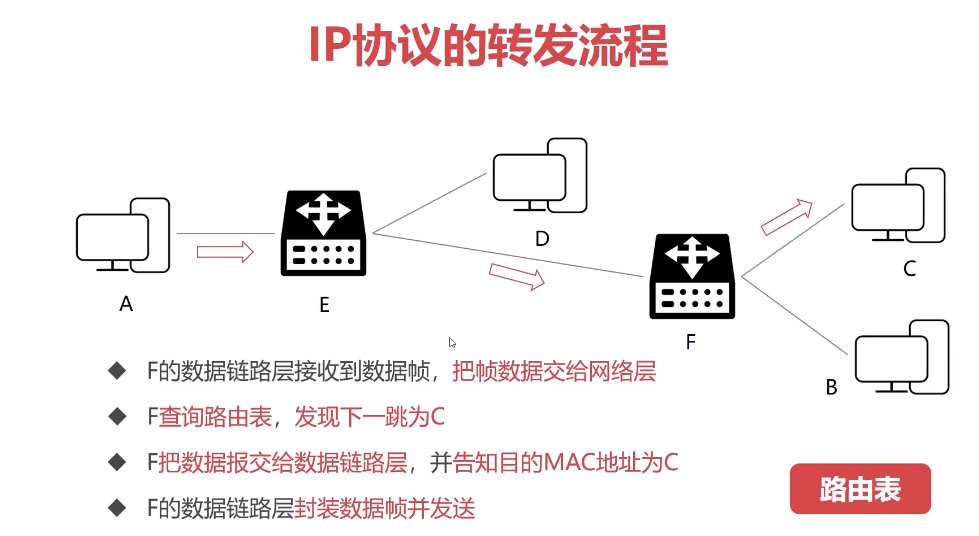 IP协议的转发流程
D
C
A
E
F
B
◆ F的数据链路层接收到数据帧，把帧数据交给网络层
◆ F查询路由表，发现下一跳为C
◆ F把数据报交给数据链路层，并告知目的MAC地址为C
◆ F的数据链路层封装数据帧并发送
路由表